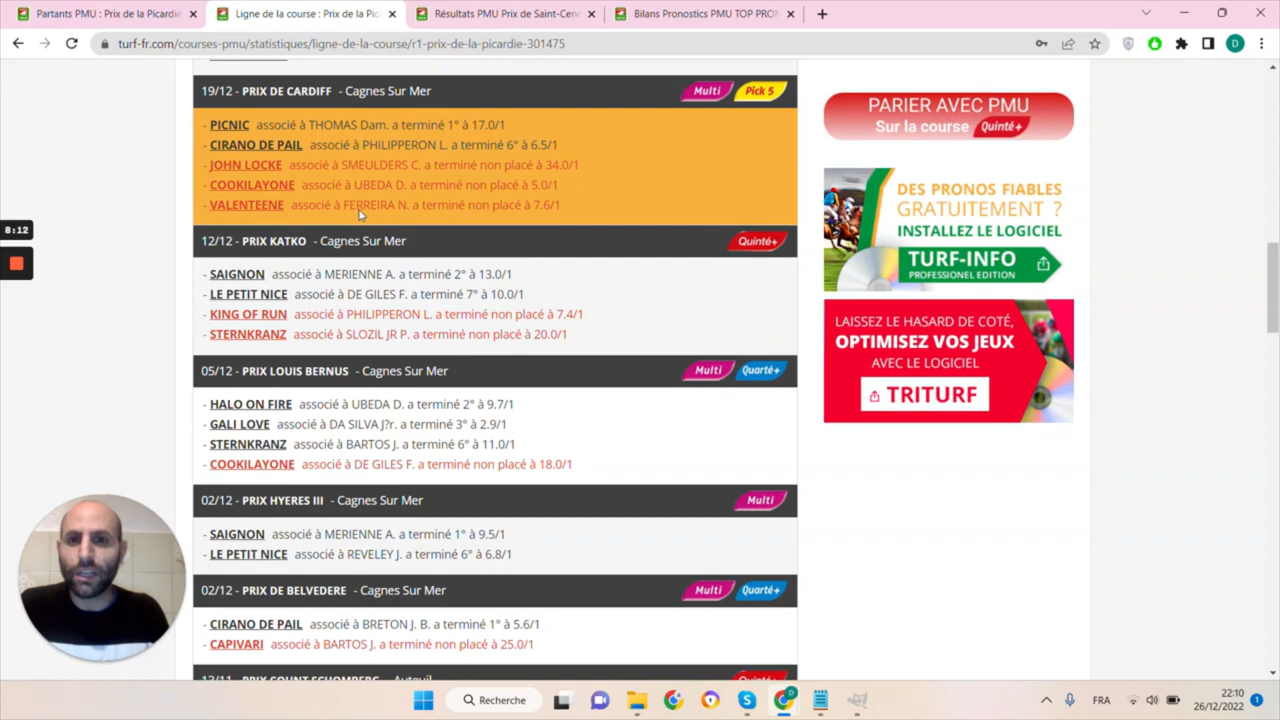 Partants PMU : Prix de la Picardie
Ligne de la course : Prix de la Pic
Résultats PMU Prix de Saint-Cene
Bilans Pronostics PMU TOP PRON
turf-fr.com/courses-pmu/statistiques/ligne-de-la-course/r1-prix-de-la-picardie-301475
D
19/12 - PRIX DE CARDIFF - Cagnes Sur Mer Multi Pick 5
- PICNIC associé à THOMAS Dam. a terminé 1° à 17.0/1
- CIRANO DE PAIL associé à PHILIPPERON L. a terminé 6° à 6.5/1
- JOHN LOCKE associé à SMEULDERS C. a terminé non placé à 34.0/1
- COOKILAYONE associé à UBEDA D. a terminé non placé à 5.0/1
- VALENTEENE associé à FERREIRA N. a terminé non placé à 7.6/1
12/12 - PRIX KATKO - Cagnes Sur Mer Quinté+
- SAIGNON associé à MERIENNE A. a terminé 2° à 13.0/1
- LE PETIT NICE associé à DE GILES F. a terminé 7° à 10.0/1
- KING OF RUN associé à PHILIPPERON L. a terminé non placé à 7.4/1
- STERNKRANZ associé à SLOZIL JR P. a terminé non placé à 20.0/1
05/12 - PRIX LOUIS BERNUS - Cagnes Sur Mer Multi Quarté+
- HALO ON FIRE associé à UBEDA D. a terminé 2° à 9.7/1
- GALI LOVE associé à DA SILVA J?r. a terminé 3° à 2.9/1
- STERNKRANZ associé à BARTOS J. a terminé 6° à 11.0/1
- COOKILAYONE associé à DE GILES F. a terminé non placé à 18.0/1
02/12 - PRIX HYERES III - Cagnes Sur Mer Multi
- SAIGNON associé à MERIENNE A. a terminé 1° à 9.5/1
- LE PETIT NICE associé à REVELEY J. a terminé 6° à 6.8/1
02/12 - PRIX DE BELVEDERE - Cagnes Sur Mer Multi Quarté+
- CIRANO DE PAIL associé à BRETON J. B. a terminé 1° à 5.6/1
- CAPIVARI associé à BARTOS J. a terminé non placé à 25.0/1
13/11 - PRIX COUNT SCHOMBERG - Auteuil Quinté+
PARIER AVEC PMU
Sur la course Quinté+
DES PRONOS FIABLES
GRATUITEMENT ?
INSTALLEZ LE LOGICIEL
TURF-INFO
PROFESSIONEL EDITION
LAISSEZ LE HASARD DE COTÉ,
OPTIMISEZ VOS JEUX
AVEC LE LOGICIEL
TRITURF
8:12
Recherche
D
FRA
22:10
26/12/2022
1